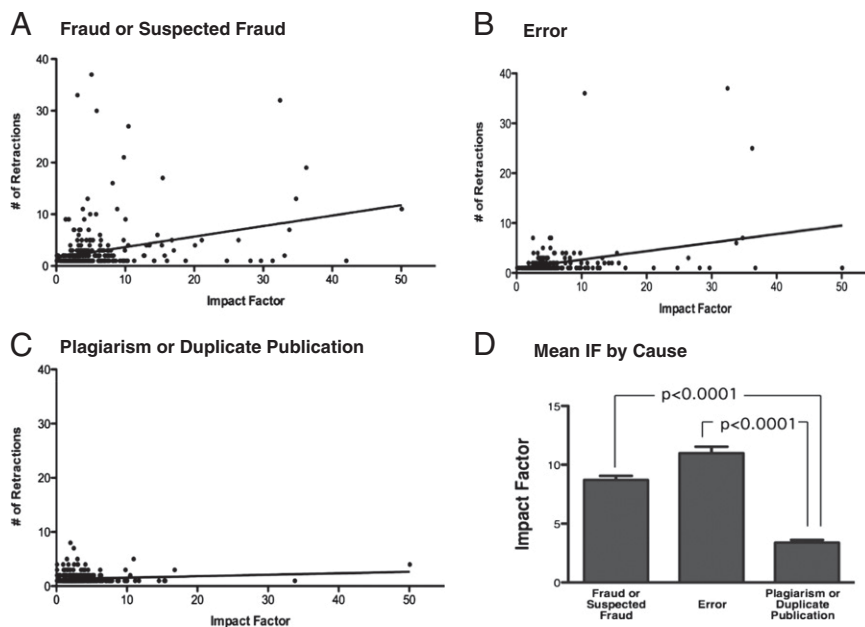 A Fraud or Suspected Fraud
40
30
20
10
0
# of Retractions
0 10 20 30 40 50
Impact Factor
B Error
40
30
20
10
0
# of Retractions
0 10 20 30 40 50
Impact Factor
C Plagiarism or Duplicate Publication
40
30
20
10
0
# of Retractions
0 10 20 30 40 50
Impact Factor
D Mean IF by Cause
15
10
5
0
Impact Factor
p<0.0001
p<0.0001
Fraud or
Suspected
Fraud
Error
Plagiarism or
Duplicate
Publication